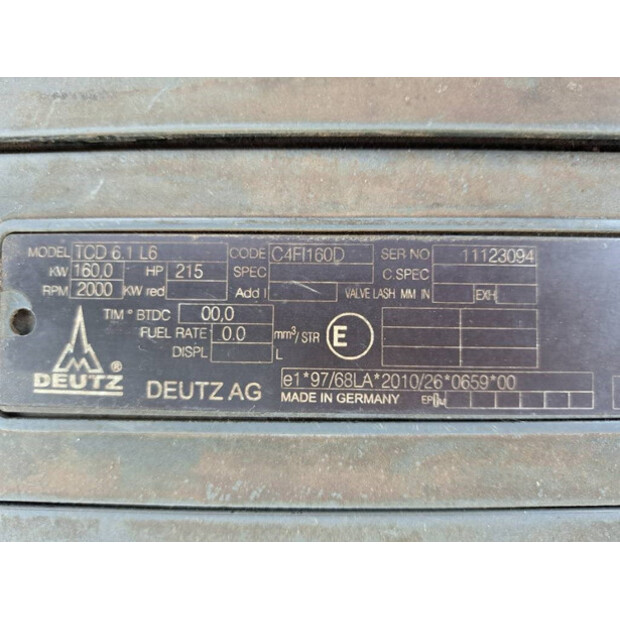 MODEL TCD 6.1 L6 CODE C4FI160D SER NO 11123094
KW 160,0 HP 215 SPEC C.SPEC
RPM 2000 KW red Add I VALVE LASH MM IN EXH
TIM ° BTDC 00,0
FUEL RATE 0.0 mm³/STR E
DISPL L
DEUTZ ® DEUTZ AG e1*97/68LA*2010/26*0659*00
MADE IN GERMANY